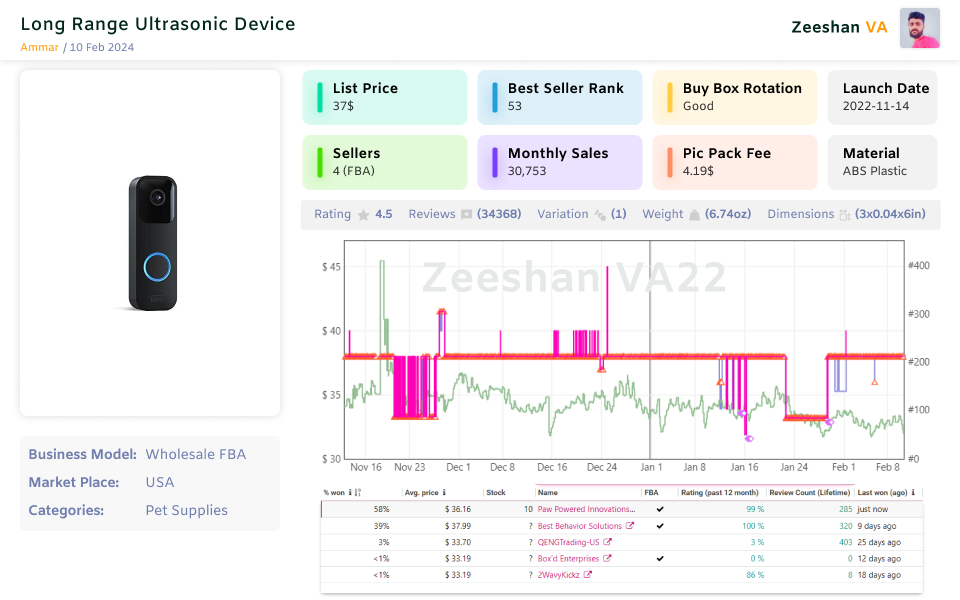 Long Range Ultrasonic Device
Ammar / 10 Feb 2024
Zeeshan VA
List Price
37$
Best Seller Rank
53
Buy Box Rotation
Good
Launch Date
2022-11-14
Sellers
4 (FBA)
Monthly Sales
30,753
Pic Pack Fee
4.19$
Material
ABS Plastic
Rating 4.5 Reviews (34368) Variation (1) Weight (6.74oz) Dimensions (3x0.04x6in)
Zeeshan VA22
$ 45
$ 40
$ 35
$ 30
#400
#300
#200
#100
#0
Nov 16 Nov 23 Dec 1 Dec 8 Dec 16 Dec 24 Jan 1 Jan 8 Jan 16 Jan 24 Feb 1 Feb 8
Business Model: Wholesale FBA
Market Place: USA
Categories: Pet Supplies
% won Avg. price Stock Name FBA Rating (past 12 month) Review Count (Lifetime) Last won (ago)
58% $ 36.16 10 Paw Powered Innovations... ✔ 99 % 285 just now
39% $ 37.99 ? Best Behavior Solutions ✔ 100 % 320 9 days ago
3% $ 33.70 ? QENGTrading-US 3 % 403 25 days ago
<1% $ 33.19 ? Box'd Enterprises ✔ 0 % 0 12 days ago
<1% $ 33.19 ? 2WavyKickz 86 % 8 18 days ago